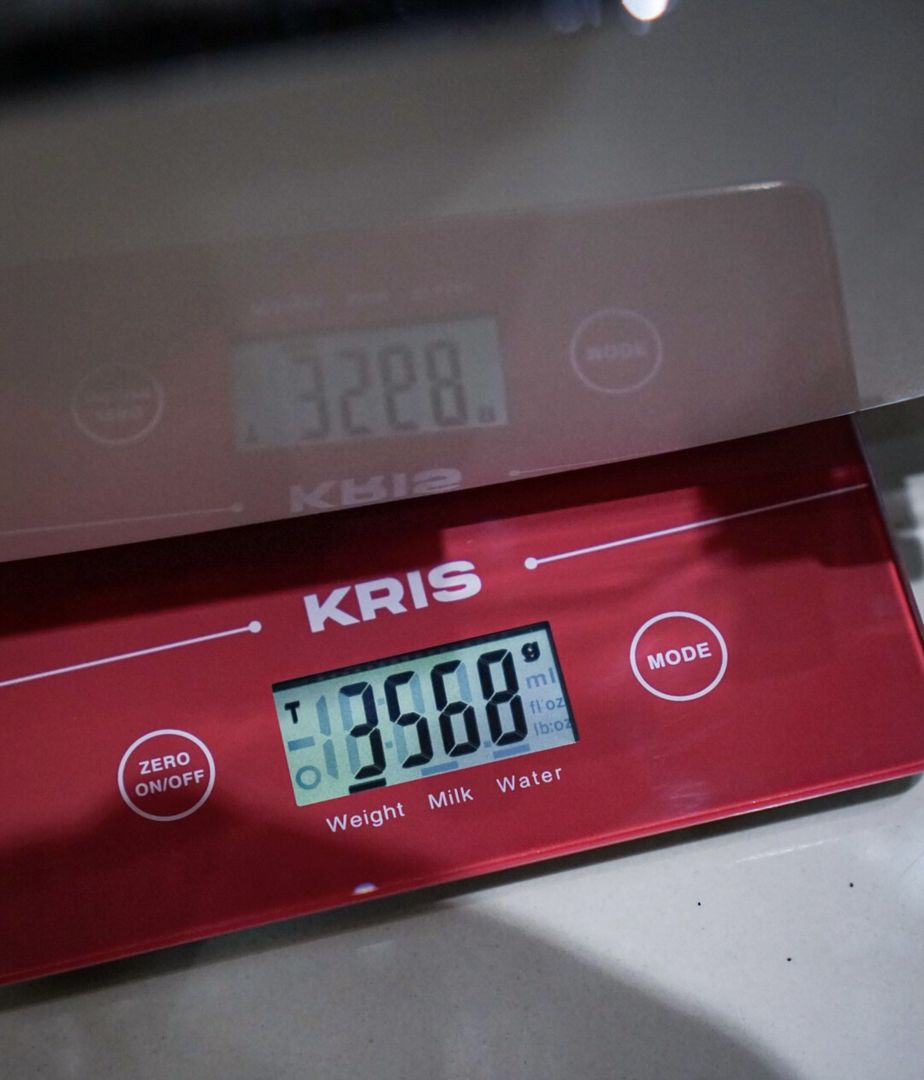 KRIS
MODE
T 3568 g
ml
fl'oz
lb:oz
ZERO
ON/OFF
Weight Milk Water